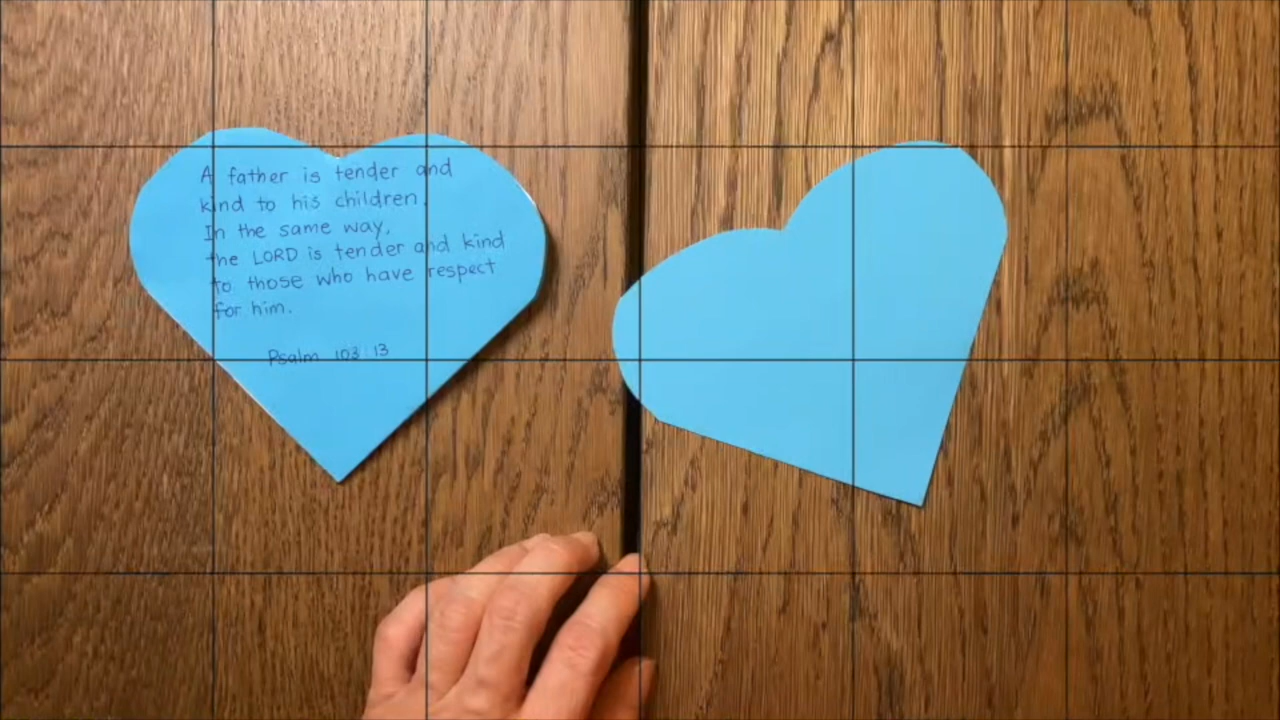 A father is tender and
kind to his children.
In the same way,
the LORD is tender and kind
to those who have respect
for him.
Psalm 103:13